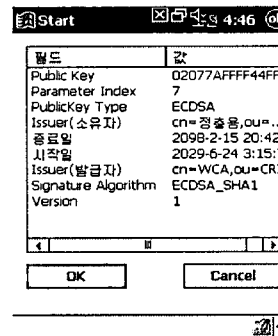 Start 4:46
필드 값
Public Key 02077AFFFF44FF
Parameter Index 7
PublicKey Type ECDSA
Issuer(소유자) cn=정출용,ou=...
종료일 2098-2-15 20:42
시작일 2029-6-24 3:15:
Issuer(발급자) cn=WCA,ou=CR
Signature Algorithm ECDSA_SHA1
Version 1
OK Cancel